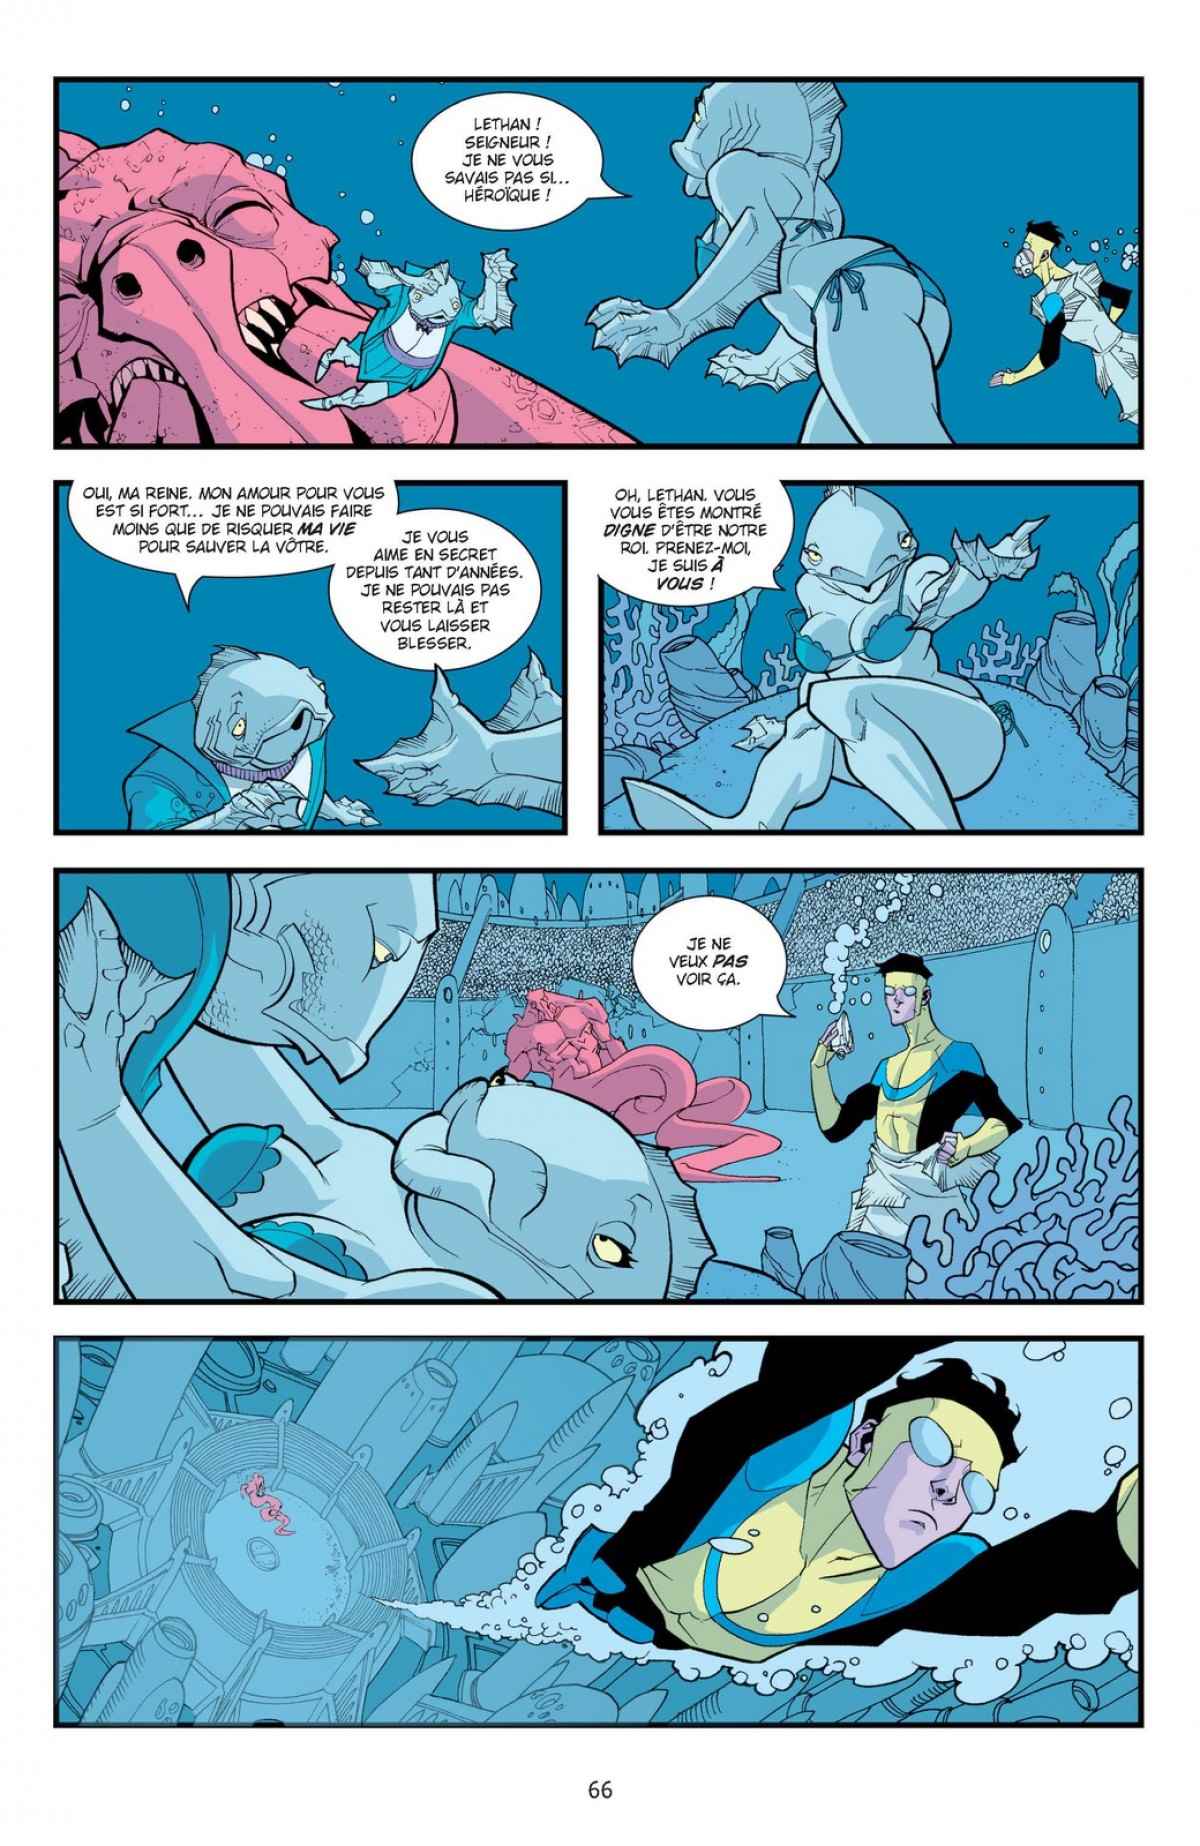 LETHAN !
SEIGNEUR !
JE NE VOUS
SAVAIS PAS SI...
HÉROÏQUE !
OUI, MA REINE. MON AMOUR POUR VOUS
EST SI FORT... JE NE POUVAIS FAIRE
MOINS QUE DE RISQUER MA VIE
POUR SAUVER LA VÔTRE.
JE VOUS
AIME EN SECRET
DEPUIS TANT D'ANNÉES.
JE NE POUVAIS PAS
RESTER LÀ ET
VOUS LAISSER
BLESSER.
OH, LETHAN. VOUS
VOUS ÊTES MONTRÉ
DIGNE D'ÊTRE NOTRE
ROI. PRENEZ-MOI,
JE SUIS À
VOUS !
JE NE
VEUX PAS
VOIR ÇA.
66